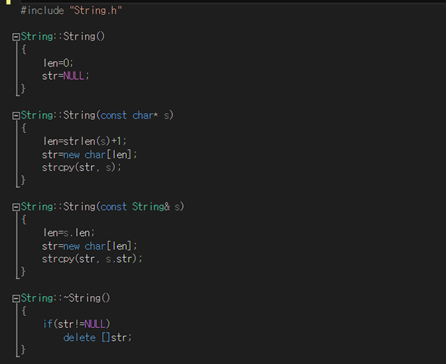 #include "String.h"
String::String()
{
len=0;
str=NULL;
}
String::String(const char* s)
{
len=strlen(s)+1;
str=new char[len];
strcpy(str, s);
}
String::String(const String& s)
{
len=s.len;
str=new char[len];
strcpy(str, s.str);
}
String::~String()
{
if(str!=NULL)
delete []str;
}